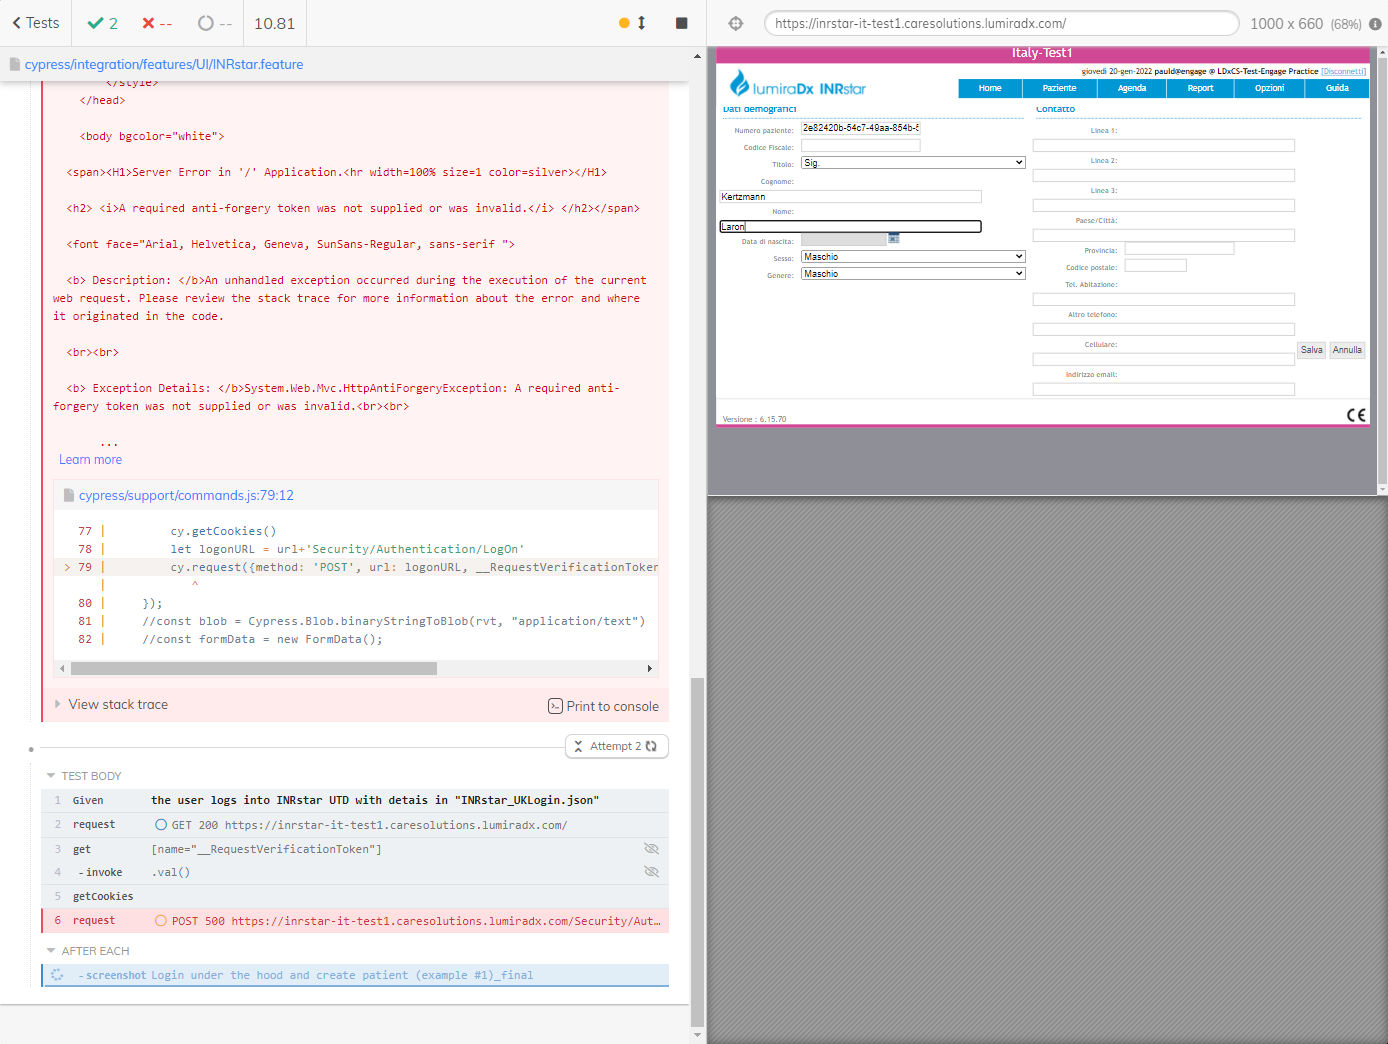 Tests
2
--
--
10.81
cypress/integration/features/UI/INRstar.feature
</style>
</head>
<body bgcolor="white">
<span><H1>Server Error in '/' Application.<hr width=100% size=1 color=silver></H1>
<h2> <i>A required anti-forgery token was not supplied or was invalid.</i> </h2></span>
<font face="Arial, Helvetica, Geneva, SunSans-Regular, sans-serif ">
<b> Description: </b>An unhandled exception occurred during the execution of the current
web request. Please review the stack trace for more information about the error and where
it originated in the code.
<br><br>
<b> Exception Details: </b>System.Web.Mvc.HttpAntiForgeryException: A required anti-
forgery token was not supplied or was invalid.<br><br>
...
Learn more
cypress/support/commands.js:79:12
77 | cy.getCookies()
78 | let logonURL = url+'Security/Authentication/LogOn'
> 79 | cy.request({method: 'POST', url: logonURL, __RequestVerificationToken
| ^
80 | });
81 | //const blob = Cypress.Blob.binaryStringToBlob(rvt, "application/text")
82 | //const formData = new FormData();
View stack trace
Print to console
Attempt 2
TEST BODY
1 Given the user logs into INRstar UTD with detais in "INRstar_UKLogin.json"
2 request GET 200 https://inrstar-it-test1.caresolutions.lumiradx.com/
3 get [name="__RequestVerificationToken"]
4 -invoke .val()
5 getCookies
6 request POST 500 https://inrstar-it-test1.caresolutions.lumiradx.com/Security/Aut...
AFTER EACH
-screenshot Login under the hood and create patient (example #1)_final
https://inrstar-it-test1.caresolutions.lumiradx.com/
1000 x 660 (68%)
Italy-Test1
giovedì 20-gen-2022 pauld@engage @ LDxCS-Test-Engage Practice [Disconnetti]
lumiraDx INRstar
Home Paziente Agenda Report Opzioni Guida
Dati demografici
Numero paziente: 2e82420b-54c7-49aa-854b-5
Codice Fiscale:
Titolo: Sig.
Cognome:
Kertzmann
Nome:
Laron
Data di nascita:
Sesso: Maschio
Genere: Maschio
Contatto
Linea 1:
Linea 2:
Linea 3:
Paese/Città:
Provincia:
Codice postale:
Tel. Abitazione:
Altro telefono:
Cellulare:
Salva Annulla
Indirizzo email:
Versione : 6.15.70
CE